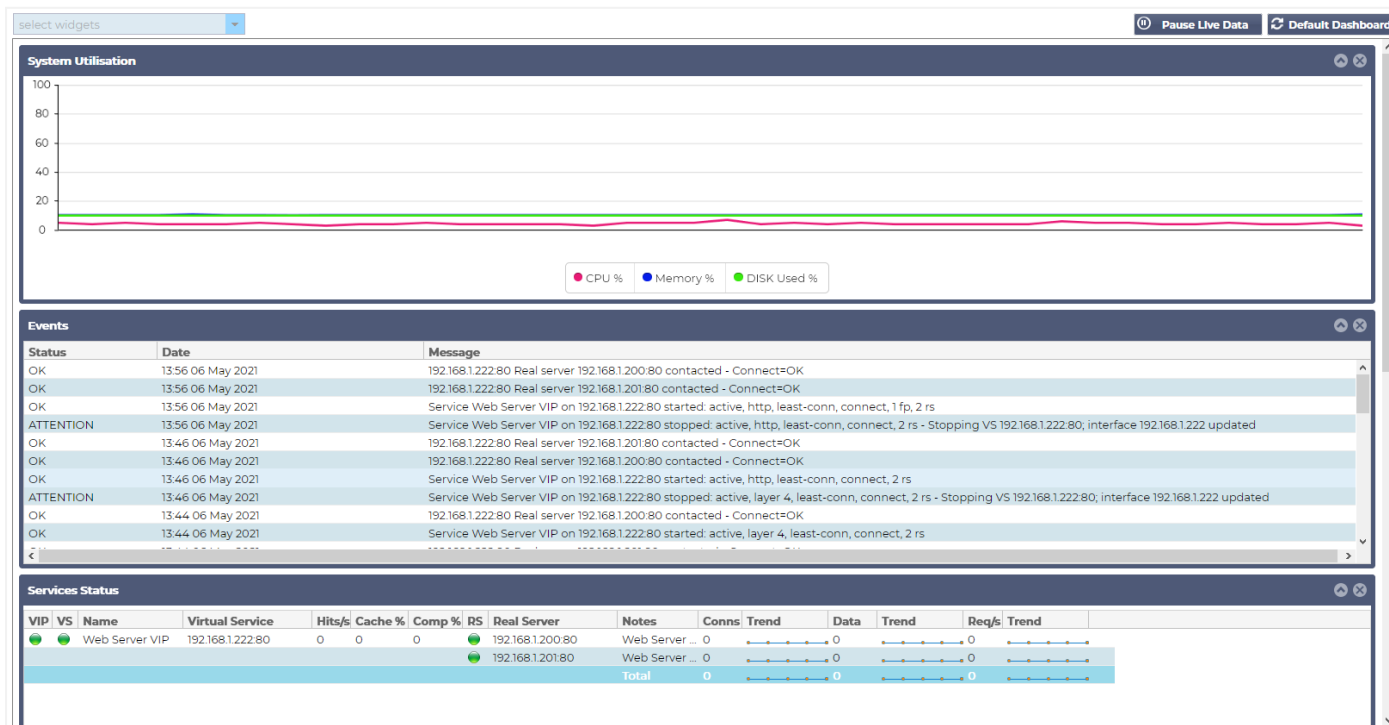 select widgets
Pause Live Data Default Dashboard
System Utilisation
100
80
60
40
20
0
CPU % Memory % DISK Used %
Events
Status Date Message
OK 13:56 06 May 2021 192.168.1.222:80 Real server 192.168.1.200:80 contacted - Connect=OK
OK 13:56 06 May 2021 192.168.1.222:80 Real server 192.168.1.201:80 contacted - Connect=OK
OK 13:56 06 May 2021 Service Web Server VIP on 192.168.1.222:80 started: active, http, least-conn, connect, 1 fp, 2 rs
ATTENTION 13:56 06 May 2021 Service Web Server VIP on 192.168.1.222:80 stopped: active, http, least-conn, connect, 2 rs - Stopping VS 192.168.1.222:80; interface 192.168.1.222 updated
OK 13:46 06 May 2021 192.168.1.222:80 Real server 192.168.1.201:80 contacted - Connect=OK
OK 13:46 06 May 2021 192.168.1.222:80 Real server 192.168.1.200:80 contacted - Connect=OK
OK 13:46 06 May 2021 Service Web Server VIP on 192.168.1.222:80 started: active, http, least-conn, connect, 2 rs
ATTENTION 13:46 06 May 2021 Service Web Server VIP on 192.168.1.222:80 stopped: active, layer 4, least-conn, connect, 2 rs - Stopping VS 192.168.1.222:80; interface 192.168.1.222 updated
OK 13:44 06 May 2021 192.168.1.222:80 Real server 192.168.1.200:80 contacted - Connect=OK
OK 13:44 06 May 2021 Service Web Server VIP on 192.168.1.222:80 started: active, layer 4, least-conn, connect, 2 rs
Services Status
VIP VS Name Virtual Service Hits/s Cache % Comp % RS Real Server Notes Conns Trend Data Trend Req/s Trend
Web Server VIP 192.168.1.222:80 0 0 0 192.168.1.200:80 Web Server ... 0 0 0
192.168.1.201:80 Web Server ... 0 0 0
Total 0 0 0